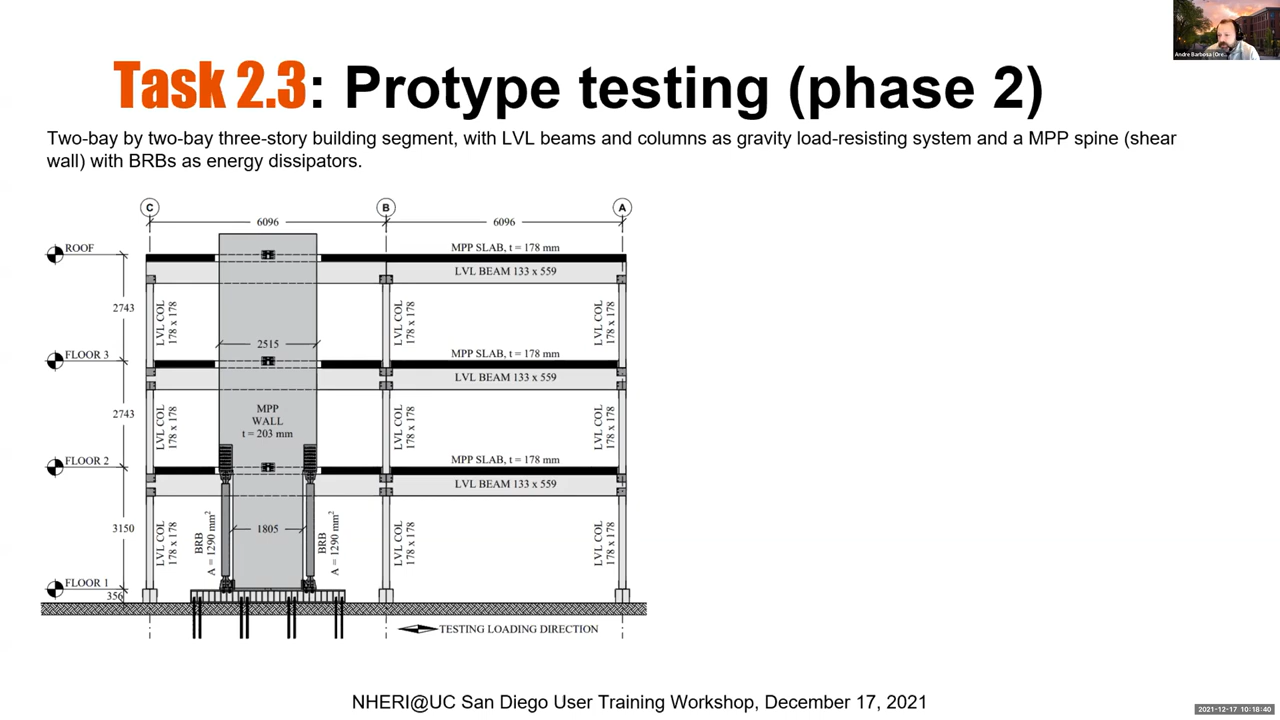 Andre Barbosa (Ore...
Task 2.3: Protype testing (phase 2)
Two-bay by two-bay three-story building segment, with LVL beams and columns as gravity load-resisting system and a MPP spine (shear
wall) with BRBs as energy dissipators.
C
B
A
6096
6096
ROOF
MPP SLAB, t = 178 mm
LVL BEAM 133 x 559
2743
LVL COL
178 x 178
LVL COL
178 x 178
LVL COL
178 x 178
2515
FLOOR 3
MPP SLAB, t = 178 mm
LVL BEAM 133 x 559
2743
LVL COL
178 x 178
MPP
WALL
t = 203 mm
LVL COL
178 x 178
LVL COL
178 x 178
FLOOR 2
MPP SLAB, t = 178 mm
LVL BEAM 133 x 559
3150
LVL COL
178 x 178
BRB
A = 1290 mm²
1805
BRB
A = 1290 mm²
LVL COL
178 x 178
LVL COL
178 x 178
FLOOR 1
356
TESTING LOADING DIRECTION
NHERI@UC San Diego User Training Workshop, December 17, 2021
2021-12-17 10:18:40